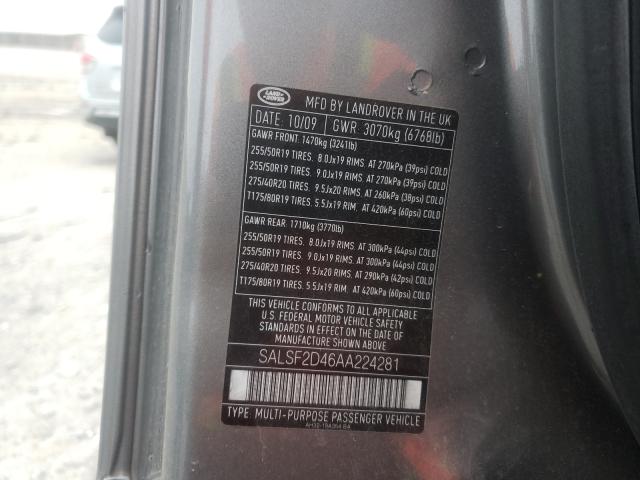 LAND
ROVER
MFD BY LANDROVER IN THE UK
DATE: 10/09 GWR: 3070kg (6768lb)
GAWR FRONT: 1470kg (3241lb)
255/50R19 TIRES. 8.0Jx19 RIMS. AT 270kPa (39psi) COLD
255/50R19 TIRES. 9.0Jx19 RIMS. AT 270kPa (39psi) COLD
275/40R20 TIRES. 9.5Jx20 RIMS. AT 260kPa (38psi) COLD
T175/80R19 TIRES. 5.5Jx19 RIM. AT 420kPa (60psi) COLD
GAWR REAR: 1710kg (3770lb)
255/50R19 TIRES. 8.0Jx19 RIMS. AT 300kPa (44psi) COLD
255/50R19 TIRES. 9.0Jx19 RIMS. AT 300kPa (44psi) COLD
275/40R20 TIRES. 9.5Jx20 RIMS. AT 290kPa (42psi) COLD
T175/80R19 TIRES. 5.5Jx19 RIM. AT 420kPa (60psi) COLD
THIS VEHICLE CONFORMS TO ALL APPLICABLE
U.S. FEDERAL MOTOR VEHICLE SAFETY
STANDARDS IN EFFECT ON THE DATE OF
MANUFACTURE SHOWN ABOVE
SALSF2D46AA224281
TYPE: MULTI-PURPOSE PASSENGER VEHICLE